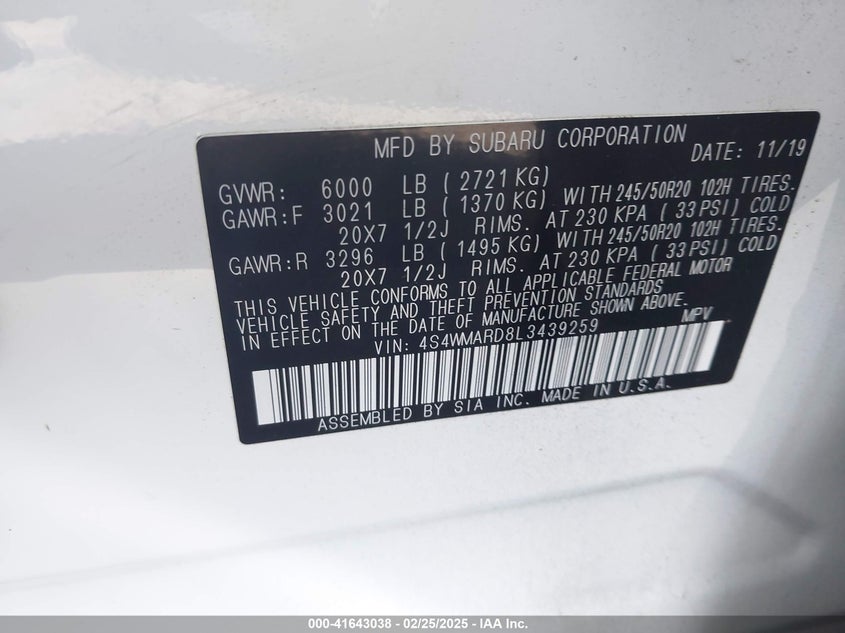 MFD BY SUBARU CORPORATION DATE: 11/19
GVWR: 6000 LB ( 2721 KG)
GAWR:F 3021 LB ( 1370 KG) WITH 245/50R20 102H TIRES.
20X7 1/2J RIMS. AT 230 KPA ( 33 PSI) COLD
GAWR:R 3296 LB ( 1495 KG) WITH 245/50R20 102H TIRES.
20X7 1/2J RIMS. AT 230 KPA ( 33 PSI) COLD
THIS VEHICLE CONFORMS TO ALL APPLICABLE FEDERAL MOTOR
VEHICLE SAFETY AND THEFT PREVENTION STANDARDS
IN EFFECT ON THE DATE OF MANUFACTURE SHOWN ABOVE.
VIN: 4S4WMARD8L3439259 MPV
ASSEMBLED BY SIA INC. MADE IN U.S.A.
000-41643038 - 02/25/2025 - IAA Inc.